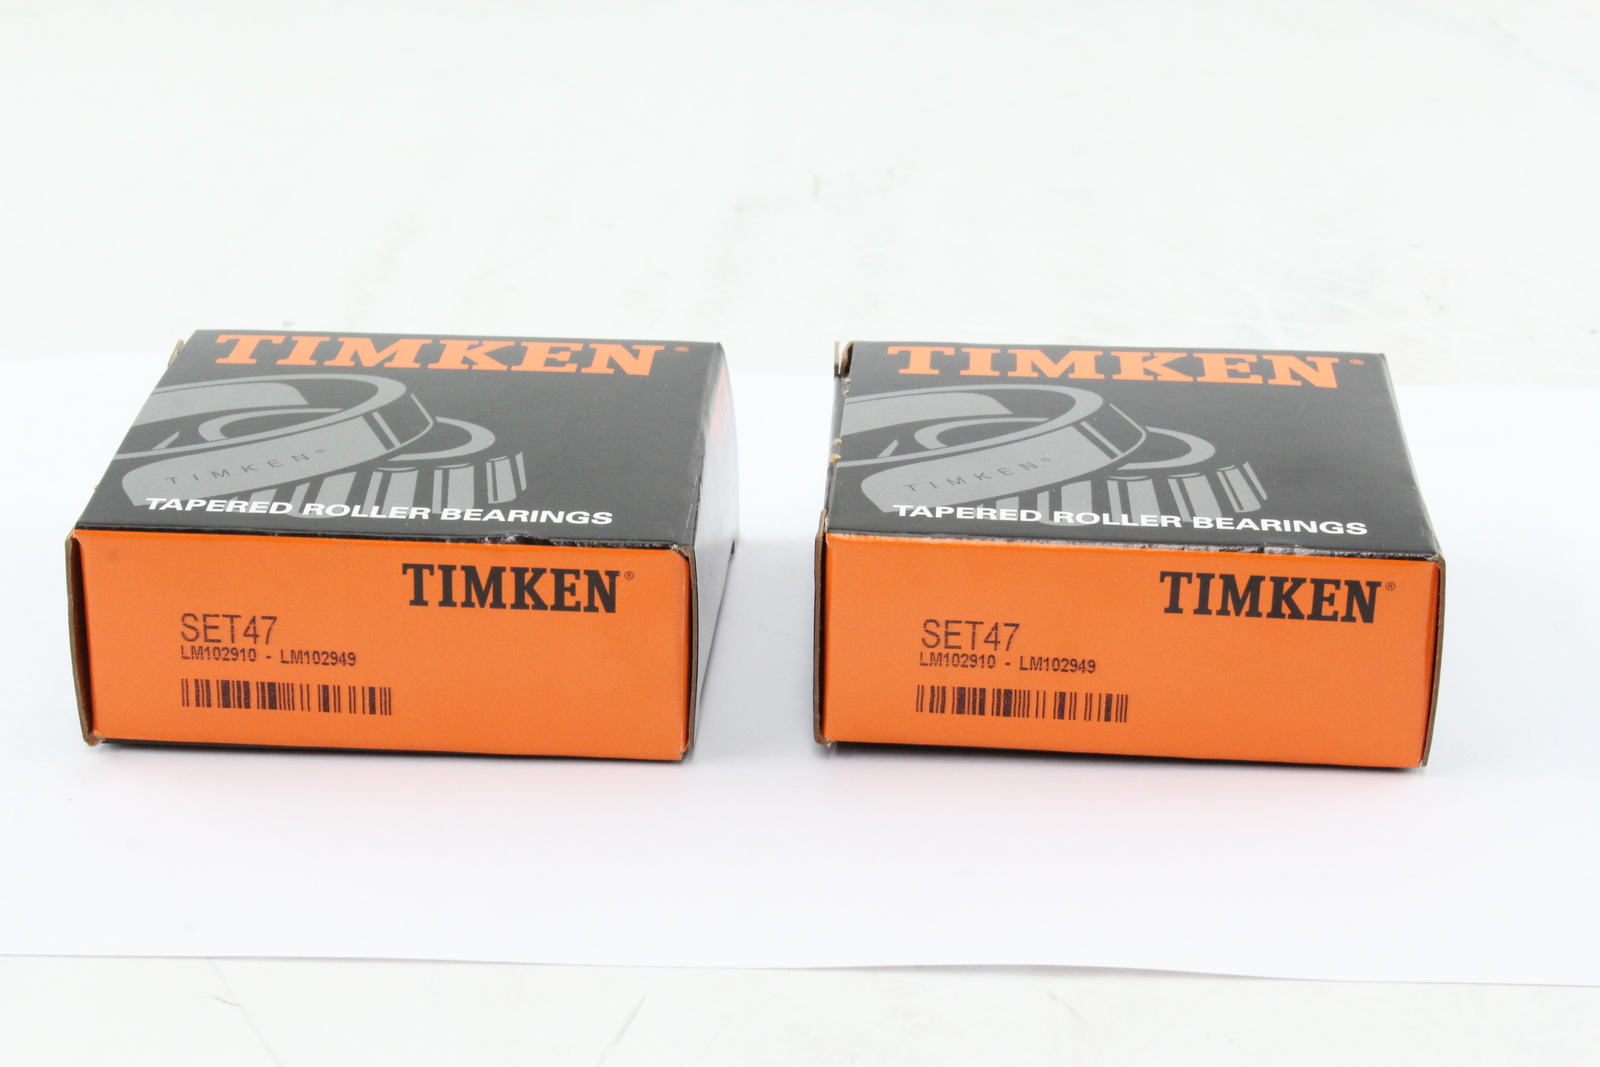 TIMKEN®
TIMKEN®
TAPERED ROLLER BEARINGS
TIMKEN®
SET47
LM102910 - LM102949
TIMKEN®
TIMKEN®
TAPERED ROLLER BEARINGS
TIMKEN®
SET47
LM102910 - LM102949